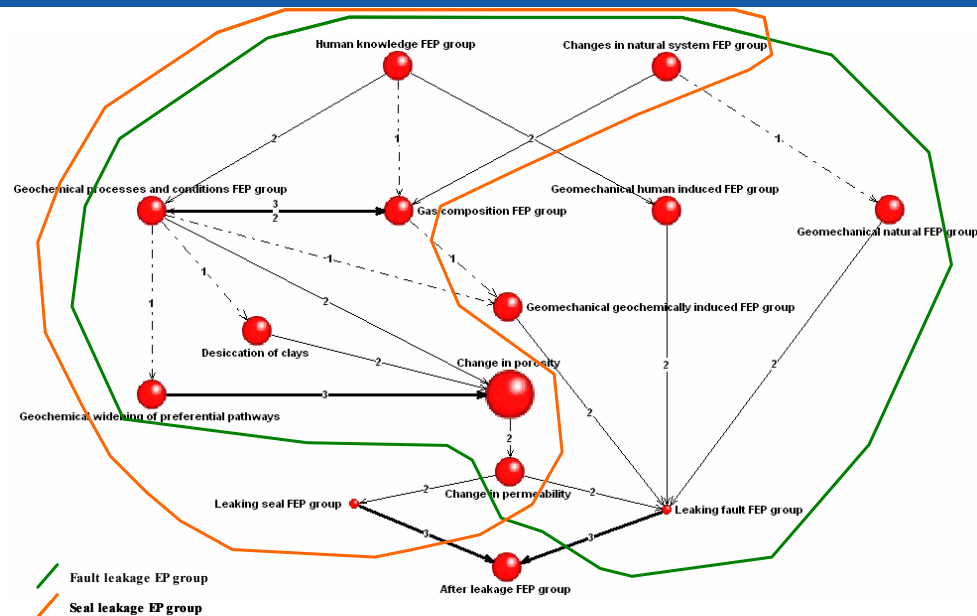 Human knowledge FEP group
Changes in natural system FEP group
2
1
2
1
Geochemical processes and conditions FEP group
3
2
Gas composition FEP group
Geomechanical human induced FEP group
Geomechanical natural FEP group
1
1
1
1
2
Geomechanical geochemically induced FEP group
Desiccation of clays
2
Change in porosity
2
2
3
Geochemical widening of preferential pathways
2
2
Change in permeability
2
2
Leaking seal FEP group
Leaking fault FEP group
3
3
After leakage FEP group
Fault leakage EP group
Seal leakage EP group